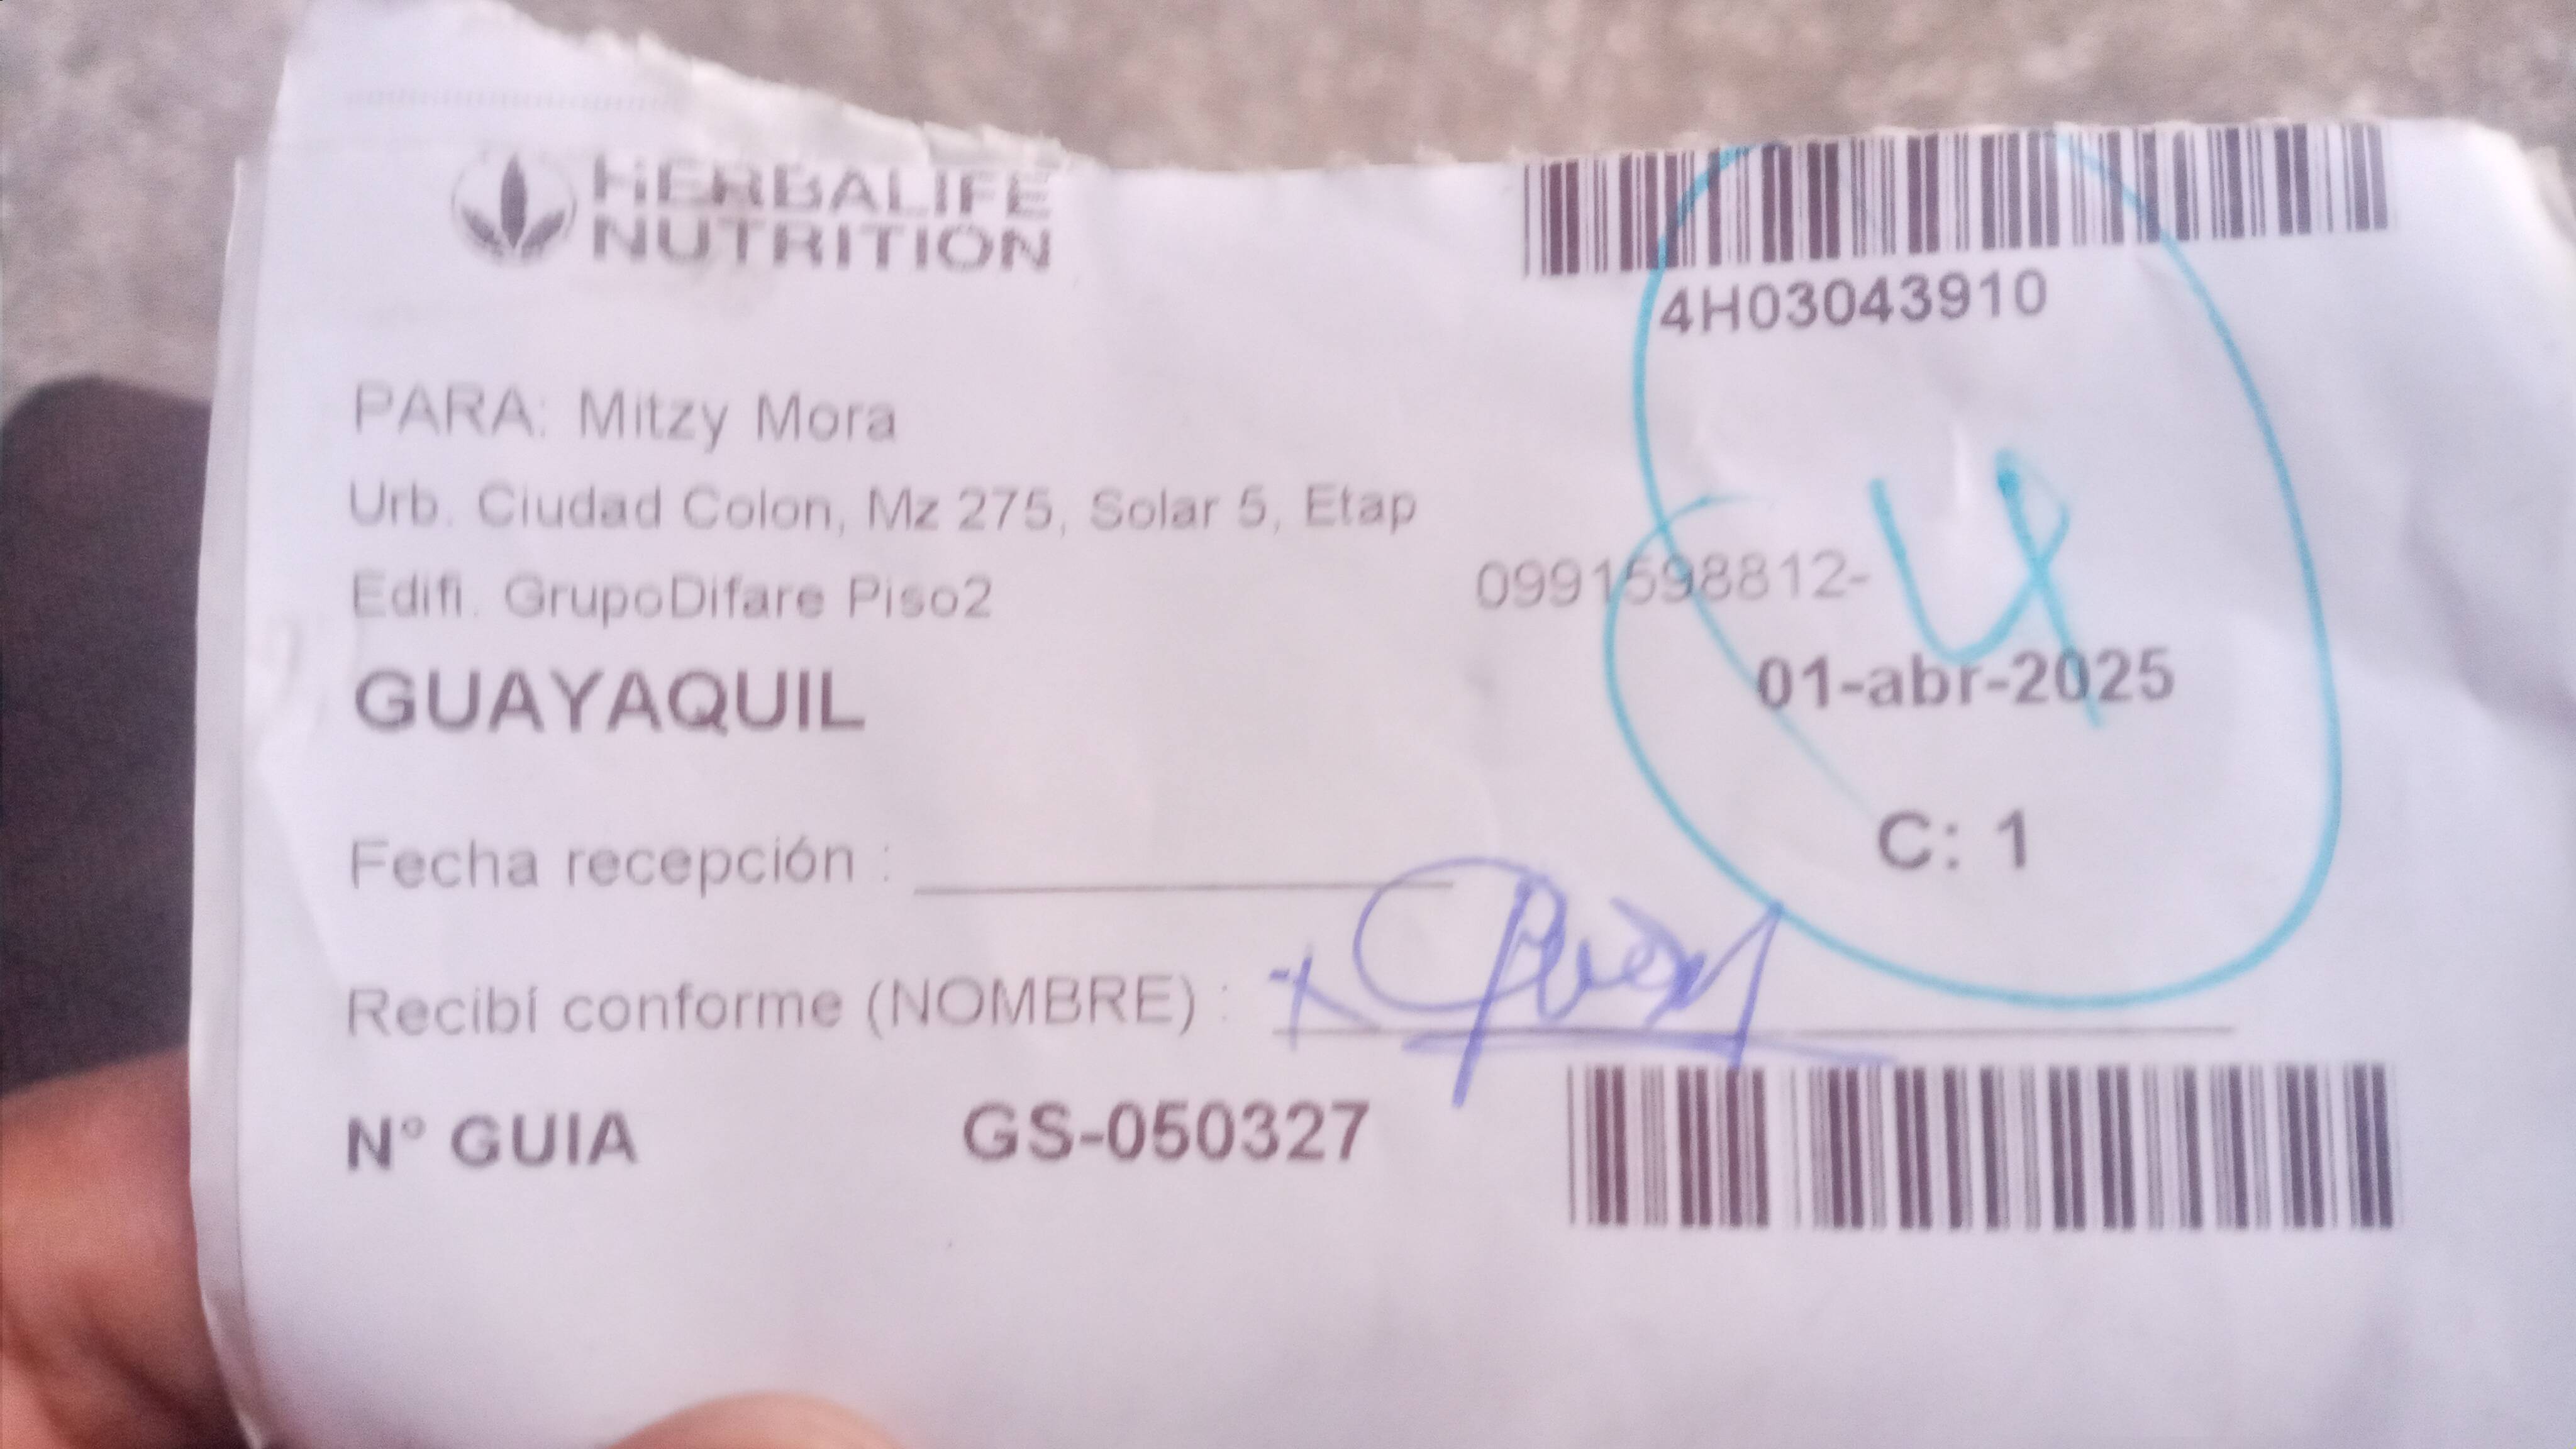 HERBALIFE
NUTRITION
4H03043910
PARA: Mitzy Mora
Urb. Ciudad Colon, Mz 275, Solar 5, Etap
Edifi. GrupoDifare Piso2
0991598812-
4
GUAYAQUIL
01-abr-2025
C: 1
Fecha recepción :
Recibí conforme (NOMBRE) :
N° GUIA GS-050327